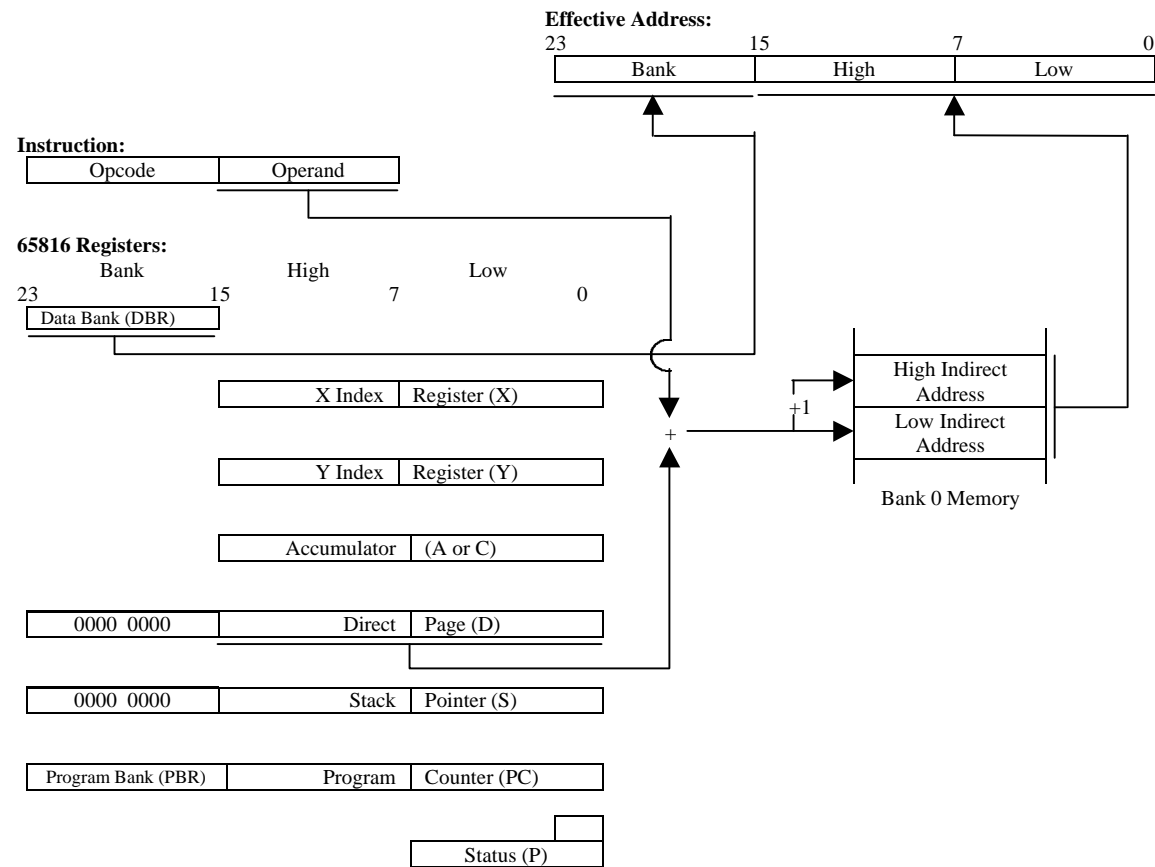 Effective Address:
23 15 7 0
Bank High Low
Instruction:
Opcode Operand
65816 Registers:
Bank High Low
23 15 7 0
Data Bank (DBR)
High Indirect
Address
X Index Register (X)
+1
Low Indirect
Address
+
Y Index Register (Y)
Bank 0 Memory
Accumulator (A or C)
0000 0000 Direct Page (D)
0000 0000 Stack Pointer (S)
Program Bank (PBR) Program Counter (PC)
Status (P)